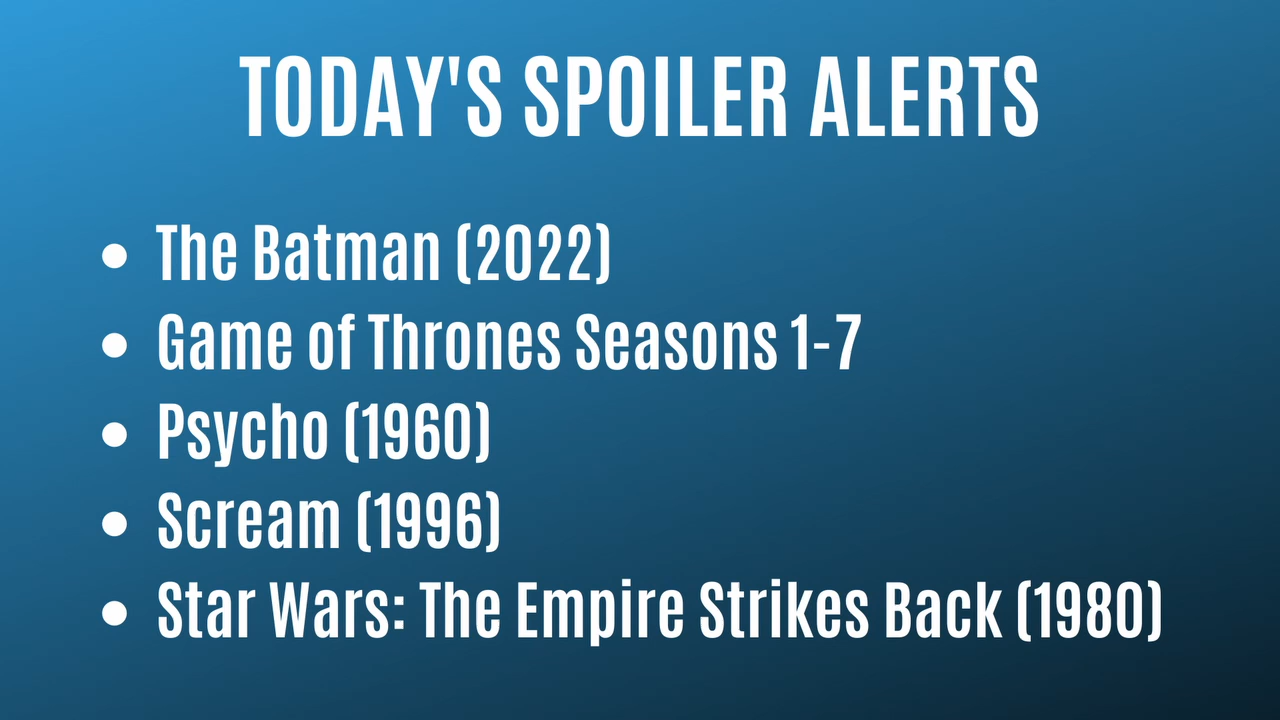 TODAY'S SPOILER ALERTS
• The Batman (2022)
• Game of Thrones Seasons 1-7
• Psycho (1960)
• Scream (1996)
• Star Wars: The Empire Strikes Back (1980)